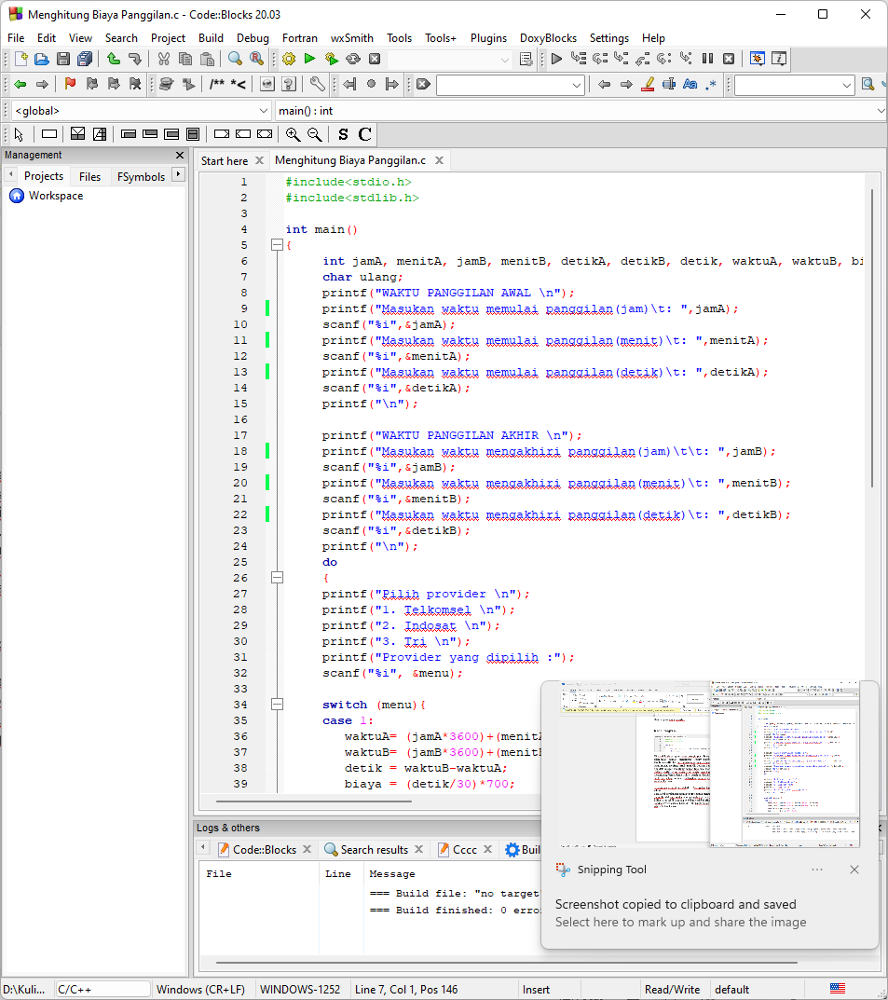 Menghitung Biaya Panggilan.c - Code::Blocks 20.03
File Edit View Search Project Build Debug Fortran wxSmith Tools Tools+ Plugins DoxyBlocks Settings Help
/** *<
Aa .*
<global> main() : int
S C
Management
Projects Files FSymbols
Workspace
Start here Menghitung Biaya Panggilan.c
1 #include<stdio.h>
2 #include<stdlib.h>
3
4 int main()
5 {
6 int jamA, menitA, jamB, menitB, detikA, detikB, detik, waktuA, waktuB, bi
7 char ulang;
8 printf("WAKTU PANGGILAN AWAL \n");
9 printf("Masukan waktu memulai panggilan(jam)\t: ",jamA);
10 scanf("%i",&jamA);
11 printf("Masukan waktu memulai panggilan(menit)\t: ",menitA);
12 scanf("%i",&menitA);
13 printf("Masukan waktu memulai panggilan(detik)\t: ",detikA);
14 scanf("%i",&detikA);
15 printf("\n");
16
17 printf("WAKTU PANGGILAN AKHIR \n");
18 printf("Masukan waktu mengakhiri panggilan(jam)\t\t: ",jamB);
19 scanf("%i",&jamB);
20 printf("Masukan waktu mengakhiri panggilan(menit)\t: ",menitB);
21 scanf("%i",&menitB);
22 printf("Masukan waktu mengakhiri panggilan(detik)\t: ",detikB);
23 scanf("%i",&detikB);
24 printf("\n");
25 do
26 {
27 printf("Pilih provider \n");
28 printf("1. Telkomsel \n");
29 printf("2. Indosat \n");
30 printf("3. Tri \n");
31 printf("Provider yang dipilih :");
32 scanf("%i", &menu);
33
34 switch (menu){
35 case 1:
36 waktuA= (jamA*3600)+(menitA
37 waktuB= (jamB*3600)+(menitB
38 detik = waktuB-waktuA;
39 biaya = (detik/30)*700;
Logs & others
Code::Blocks Search results Cccc Buil
File Line Message
=== Build file: "no target"
=== Build finished: 0 erro
Snipping Tool
Screenshot copied to clipboard and saved
Select here to mark up and share the image
D:\Kuli... C/C++ Windows (CR+LF) WINDOWS-1252 Line 7, Col 1, Pos 146 Insert Read/Write default